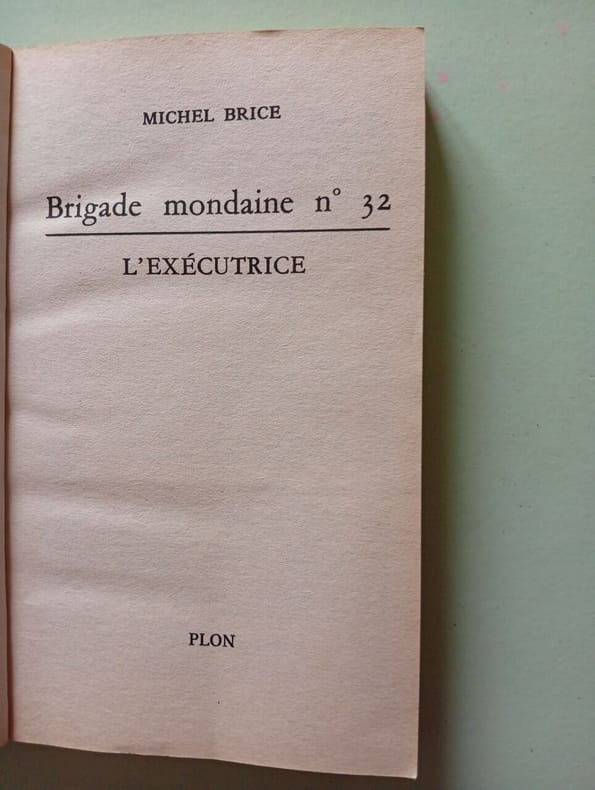 MICHEL BRICE
Brigade mondaine n° 32
L'EXÉCUTRICE
PLON